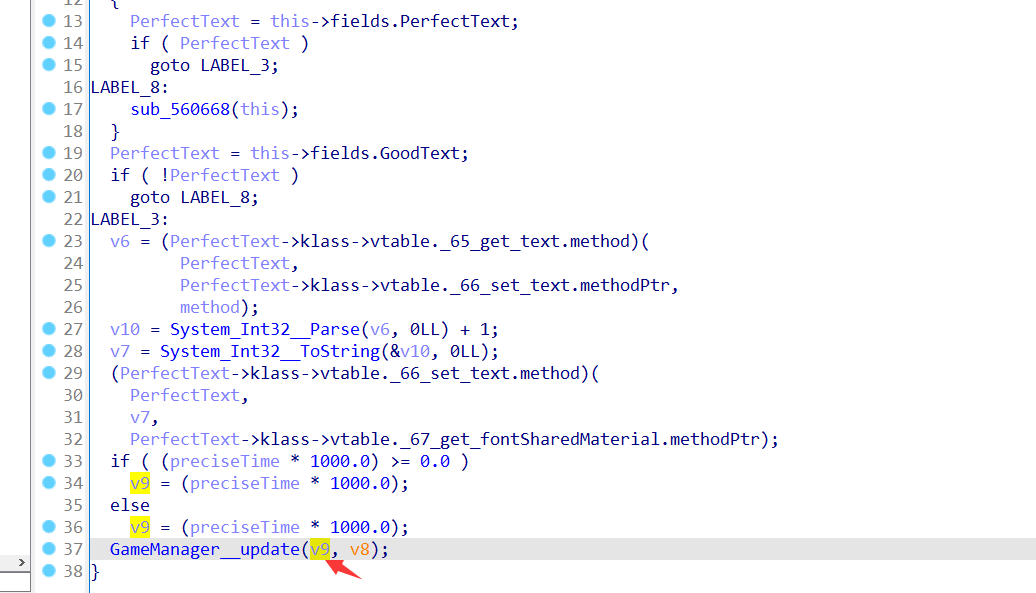 12 {
13 PerfectText = this->fields.PerfectText;
14 if ( PerfectText )
15 goto LABEL_3;
16 LABEL_8:
17 sub_560668(this);
18 }
19 PerfectText = this->fields.GoodText;
20 if ( !PerfectText )
21 goto LABEL_8;
22 LABEL_3:
23 v6 = (PerfectText->klass->vtable._65_get_text.method)(
24 PerfectText,
25 PerfectText->klass->vtable._66_set_text.methodPtr,
26 method);
27 v10 = System_Int32__Parse(v6, 0LL) + 1;
28 v7 = System_Int32__ToString(&v10, 0LL);
29 (PerfectText->klass->vtable._66_set_text.method)(
30 PerfectText,
31 v7,
32 PerfectText->klass->vtable._67_get_fontSharedMaterial.methodPtr);
33 if ( (preciseTime * 1000.0) >= 0.0 )
34 v9 = (preciseTime * 1000.0);
35 else
36 v9 = (preciseTime * 1000.0);
37 GameManager__update(v9, v8);
38 }